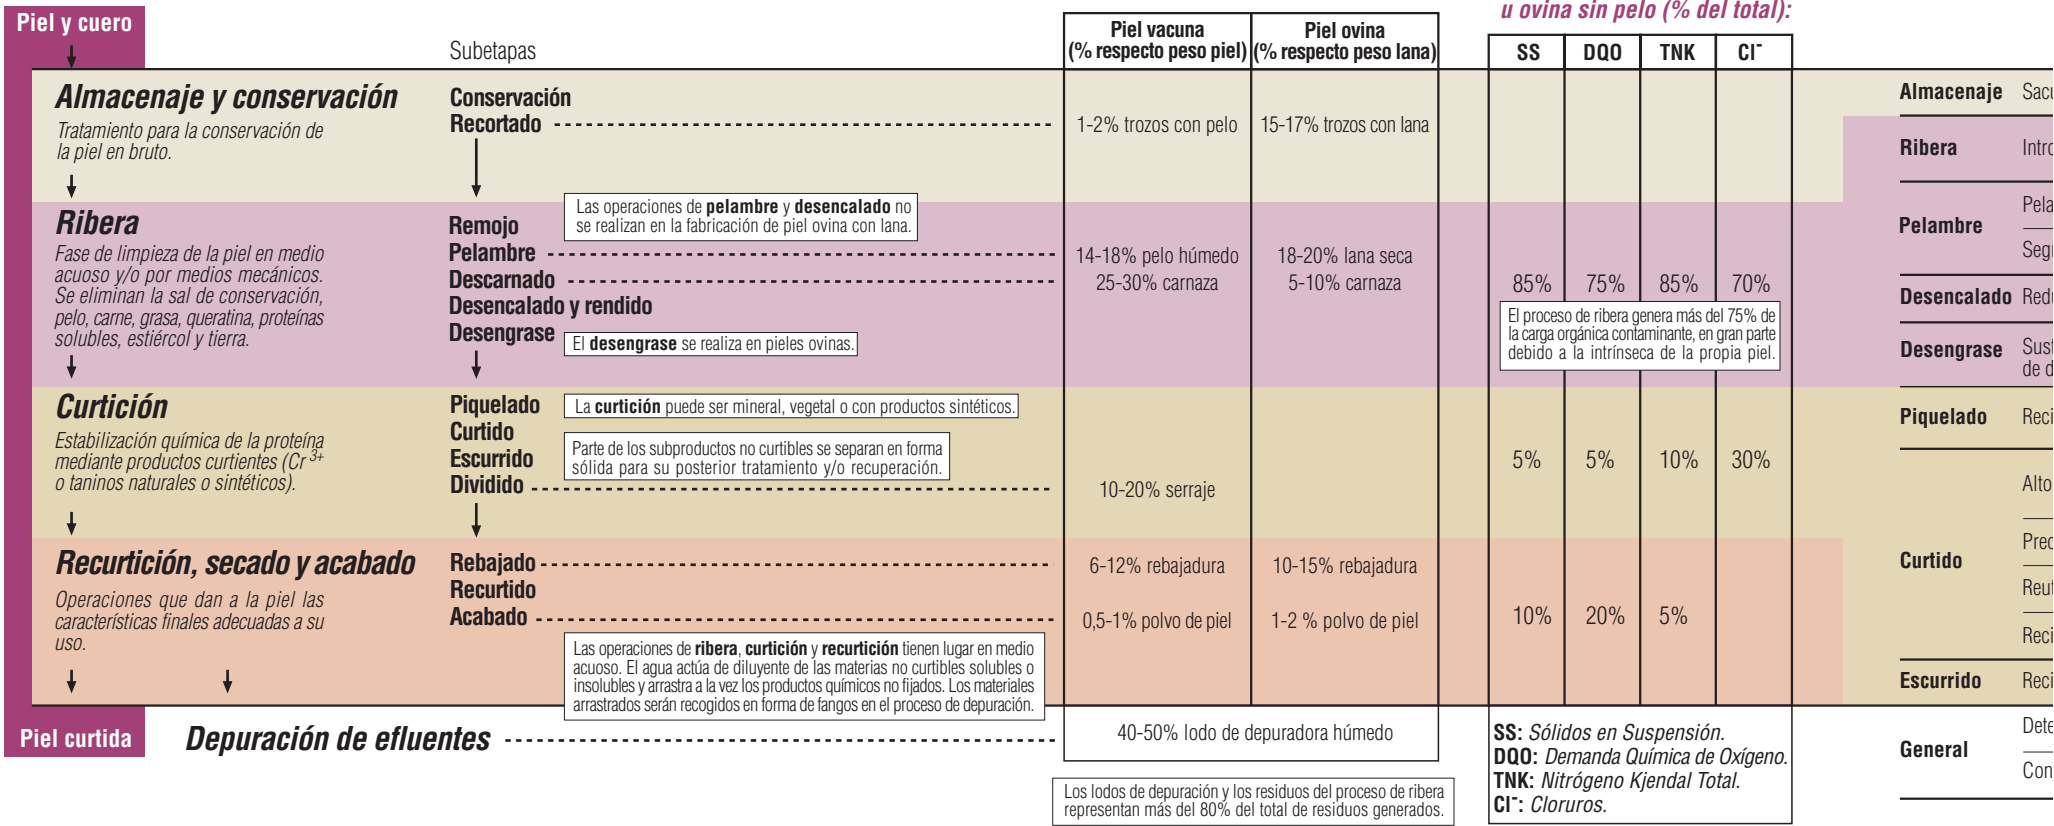 Piel y cuero
Subetapas
Piel vacuna
(% respecto peso piel)
Piel ovina
(% respecto peso lana)
u ovina sin pelo (% del total):
SS DQO TNK Cl-
Almacenaje y conservación
Tratamiento para la conservación de
la piel en bruto.
Conservación
Recortado
1-2% trozos con pelo
15-17% trozos con lana
Ribera
Fase de limpieza de la piel en medio
acuoso y/o por medios mecánicos.
Se eliminan la sal de conservación,
pelo, carne, grasa, queratina, proteínas
solubles, estiércol y tierra.
Las operaciones de pelambre y desencalado no
se realizan en la fabricación de piel ovina con lana.
Remojo
Pelambre
Descarnado
Desencalado y rendido
Desengrase
El desengrase se realiza en pieles ovinas.
14-18% pelo húmedo
18-20% lana seca
25-30% carnaza
5-10% carnaza
85% 75% 85% 70%
El proceso de ribera genera más del 75% de
la carga orgánica contaminante, en gran parte
debido a la intrínseca de la propia piel.
Curtición
Estabilización química de la proteína
mediante productos curtientes (Cr 3+
o taninos naturales o sintéticos).
Piquelado
Curtido
Escurrido
Dividido
La curtición puede ser mineral, vegetal o con productos sintéticos.
Parte de los subproductos no curtibles se separan en forma
sólida para su posterior tratamiento y/o recuperación.
10-20% serraje
5% 5% 10% 30%
Recurtición, secado y acabado
Operaciones que dan a la piel las
características finales adecuadas a su
uso.
Rebajado
Recurtido
Acabado
6-12% rebajadura
10-15% rebajadura
0,5-1% polvo de piel
1-2 % polvo de piel
10% 20% 5%
Las operaciones de ribera, curtición y recurtición tienen lugar en medio
acuoso. El agua actúa de diluyente de las materias no curtibles solubles o
insolubles y arrastra a la vez los productos químicos no fijados. Los materiales
arrastrados serán recogidos en forma de fangos en el proceso de depuración.
Piel curtida
Depuración de efluentes
40-50% lodo de depuradora húmedo
Los lodos de depuración y los residuos del proceso de ribera
representan más del 80% del total de residuos generados.
SS: Sólidos en Suspensión.
DQO: Demanda Química de Oxígeno.
TNK: Nitrógeno Kjendal Total.
Cl-: Cloruros.
Almacenaje
Ribera
Pelambre
Desencalado
Desengrase
de
Piquelado
Curtido
Alto
Escurrido
General